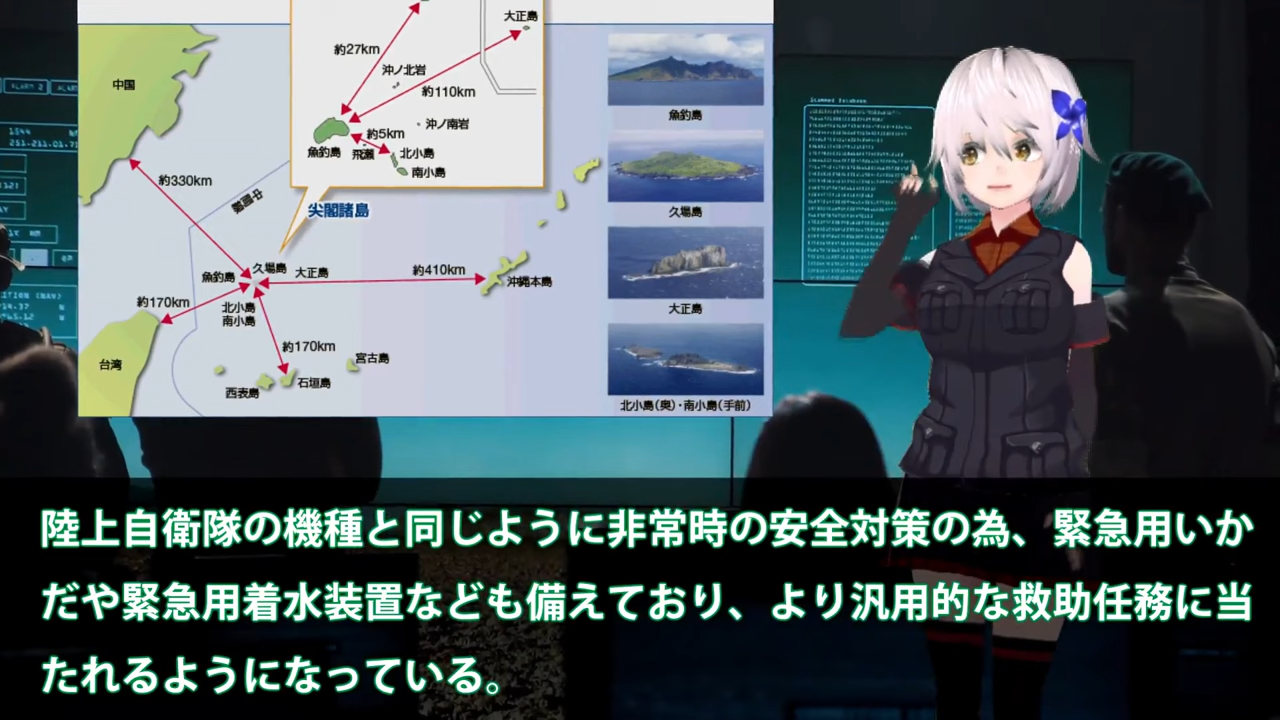 大正島
約27km
沖ノ北岩
約110km
沖ノ南岩
約5km
魚釣島
飛瀬
北小島
南小島
中国
約330km
中間線
尖閣諸島
魚釣島
久場島
大正島
約410km
沖縄本島
約170km
北小島
南小島
台湾
約170km
宮古島
石垣島
西表島
魚釣島
久場島
大正島
北小島(奥)・南小島(手前)
Scanned Database
陸上自衛隊の機種と同じように非常時の安全対策の為、緊急用いか
だや緊急用着水装置なども備えており、より汎用的な救助任務に当
たれるようになっている。